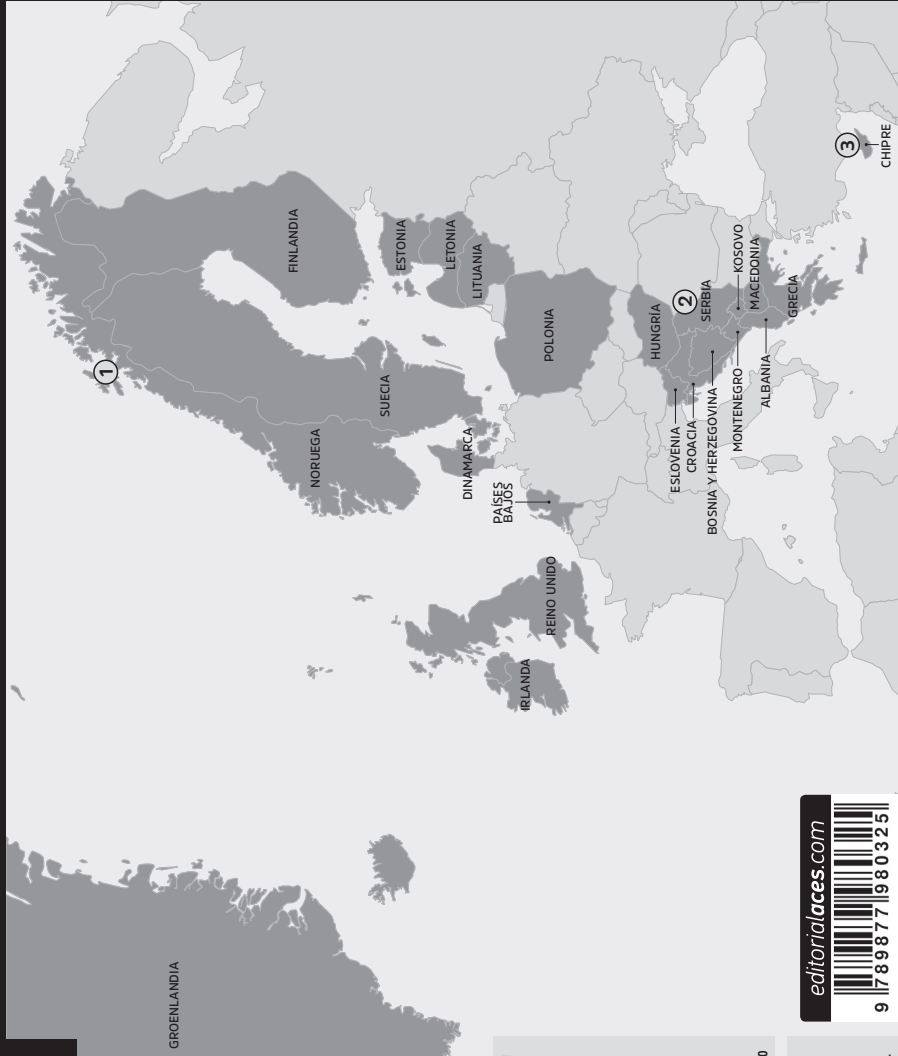 GROENLANDIA
1
NORUEGA
SUECIA
FINLANDIA
DINAMARCA
ESTONIA
LETONIA
LITUANIA
PAÍSES
BAJOS
IRLANDA
REINO UNIDO
POLONIA
HUNGRÍA
2
SERBIA
ESLOVENIA
CROACIA
BOSNIA Y HERZEGOVINA
MONTENEGRO
KOSOVO
ALBANIA
MACEDONIA
GRECIA
3
CHIPRE
editorialaces.com
9 789877 980325
0